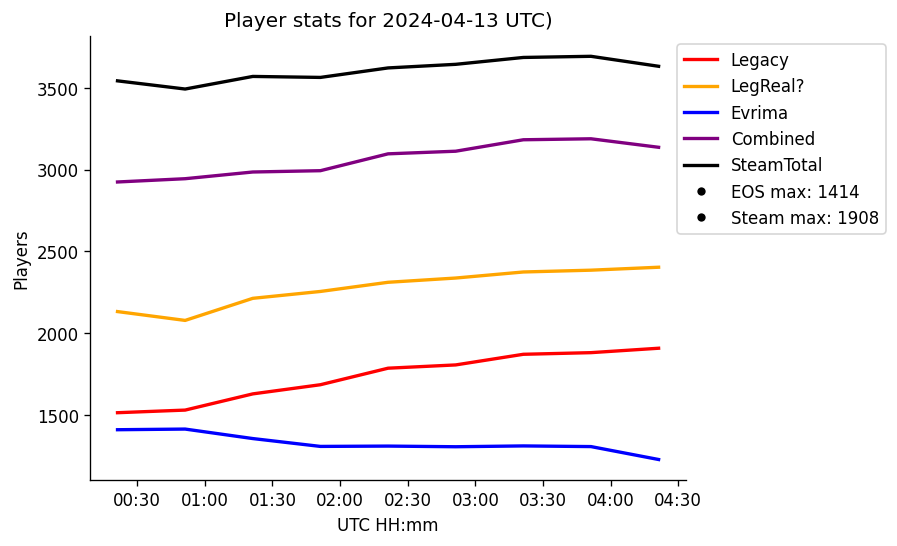 Player stats for 2024-04-13 UTC)
Legacy
LegReal?
Evrima
Combined
SteamTotal
EOS max: 1414
Steam max: 1908
Players
3500
3000
2500
2000
1500
00:30 01:00 01:30 02:00 02:30 03:00 03:30 04:00 04:30
UTC HH:mm